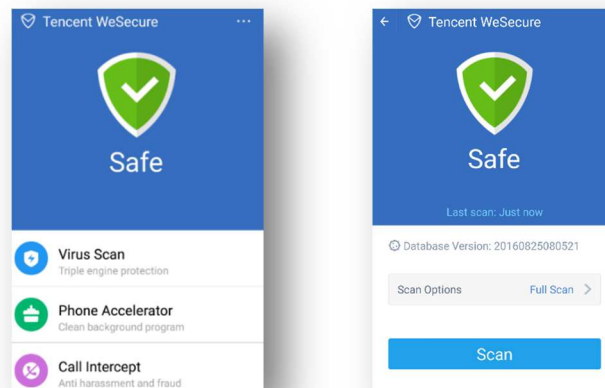 Tencent WeSecure
Safe
Virus Scan
Triple engine protection
Phone Accelerator
Clean background program
Call Intercept
Anti harassment and fraud
Tencent WeSecure
Safe
Last scan: Just now
Database Version: 20160825080521
Scan Options Full Scan
Scan